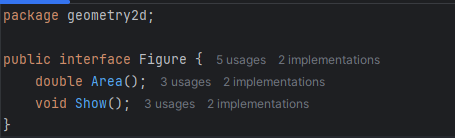 package geometry2d;
public interface Figure { 5 usages 2 implementations
double Area(); 3 usages 2 implementations
void Show(); 3 usages 2 implementations
}